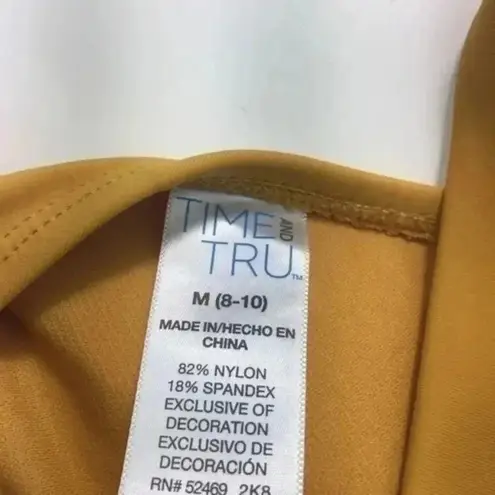 TIME AND
TRU™
M (8-10)
MADE IN/HECHO EN
CHINA
82% NYLON
18% SPANDEX
EXCLUSIVE OF
DECORATION
EXCLUSIVO DE
DECORACIÓN
RN# 52469 2K8